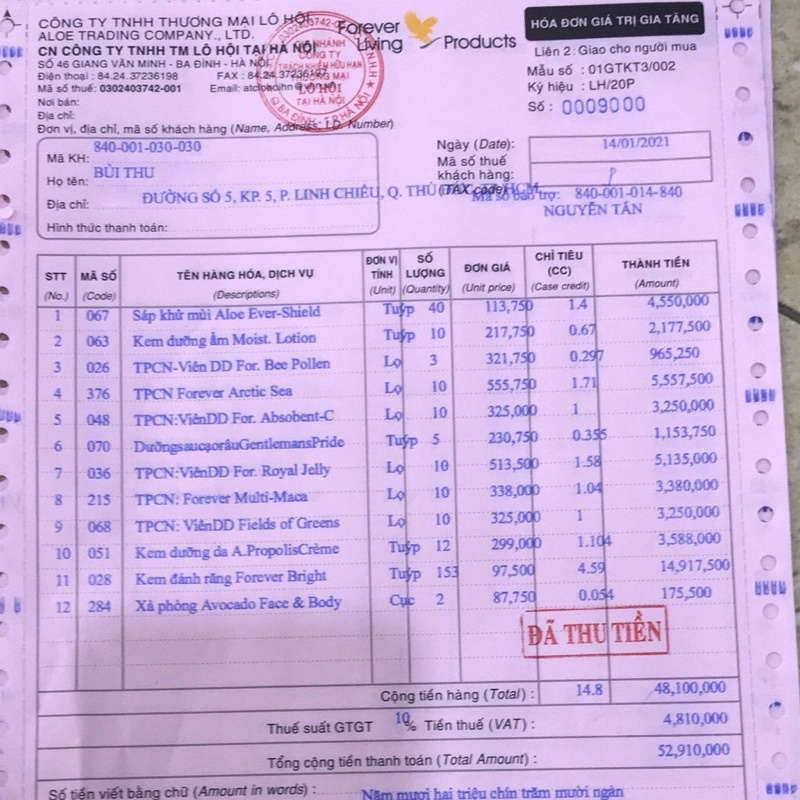 CÔNG TY TNHH THƯƠNG MẠI LÔ HỘI
ALOE TRADING COMPANY., LTD.
CN CÔNG TY TNHH TM LÔ HỘI TẠI HÀ NỘI
SỐ 46 GIANG VĂN MINH - BA ĐÌNH - HÀ NỘI
Điện thoại : 84.24.37236198 FAX : 84.24.37236197
Mã số thuế: 0302403742-001 Email:
Nơi bán:
Địa chỉ:
Forever Living Products
CÔNG TY
TRÁCH NHIỆM HỮU HẠN
THƯƠNG MẠI
LÔ HỘI
TẠI HÀ NỘI
HÓA ĐƠN GIÁ TRỊ GIA TĂNG
Liên 2: Giao cho người mua
Mẫu số : 01GTKT3/002
Ký hiệu : LH/20P
Số : 0009000
Đơn vị, địa chỉ, mã số khách hàng (Name, Address, I.D. Number)
Mã KH: 840-001-030-030
Họ tên: BÙI THU
Địa chỉ: ĐƯỜNG SỐ 5, KP. 5, P. LINH CHIỂU, Q. THỦ
Hình thức thanh toán:
Ngày (Date): 14/01/2021
Mã số thuế
khách hàng:
(TAX code)
Mã số bảo trợ: 840-001-014-840
NGUYỄN TẤN
STT (No.) MÃ SỐ (Code) TÊN HÀNG HÓA, DỊCH VỤ (Descriptions) ĐƠN VỊ TÍNH (Unit) SỐ LƯỢNG (Quantity) ĐƠN GIÁ (Unit price) CHỈ TIÊU (CC) (Case credit) THÀNH TIỀN (Amount)
1 067 Sáp khử mùi Aloe Ever-Shield Tuýp 40 113,750 1.4 4,550,000
2 063 Kem dưỡng ẩm Moist. Lotion Tuýp 10 217,750 0.67 2,177,500
3 026 TPCN-Viên DD For. Bee Pollen Lọ 3 321,750 0.297 965,250
4 376 TPCN Forever Arctic Sea Lọ 10 555,750 1.71 5,557,500
5 048 TPCN:ViênDD For. Absobent-C Lọ 10 325,000 1 3,250,000
6 070 DưỡngsaucạorâuGentlemansPride Tuýp 5 230,750 0.355 1,153,750
7 036 TPCN:ViênDD For. Royal Jelly Lọ 10 513,500 1.58 5,135,000
8 215 TPCN: Forever Multi-Maca Lọ 10 338,000 1.04 3,380,000
9 068 TPCN: ViênDD Fields of Greens Lọ 10 325,000 1 3,250,000
10 051 Kem dưỡng da A.PropolisCrème Tuýp 12 299,000 1.104 3,588,000
11 028 Kem đánh răng Forever Bright Tuýp 153 97,500 4.59 14,917,500
12 284 Xà phòng Avocado Face & Body Cục 2 87,750 0.054 175,500
ĐÃ THU TIỀN
Cộng tiền hàng (Total) : 14.8 48,100,000
Thuế suất GTGT 10% Tiền thuế (VAT) : 4,810,000
Tổng cộng tiền thanh toán (Total Amount) : 52,910,000
Số tiền viết bằng chữ (Amount in words) : Năm mươi hai triệu chín trăm mười ngàn